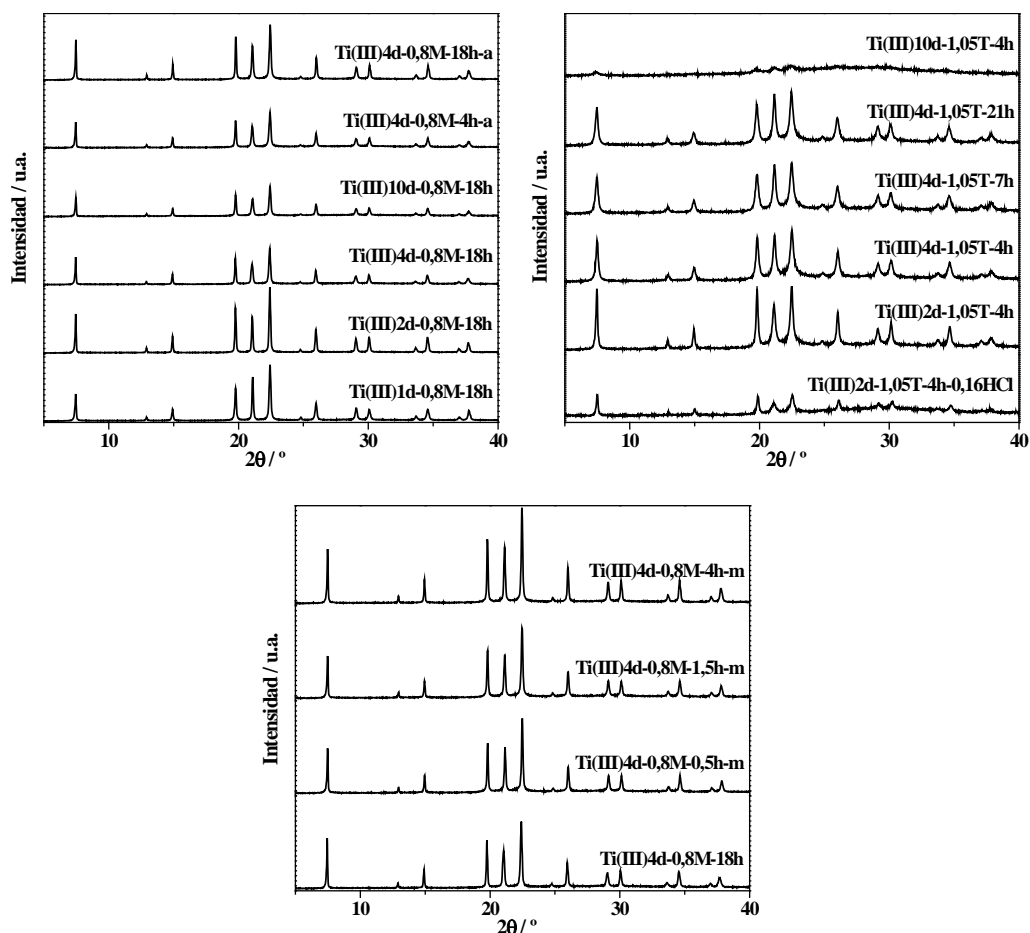 Intensidad / u.a.
Ti(III)4d-0,8M-18h-a
Ti(III)4d-0,8M-4h-a
Ti(III)10d-0,8M-18h
Ti(III)4d-0,8M-18h
Ti(III)2d-0,8M-18h
Ti(III)1d-0,8M-18h
10 20 30 40
2θ / º
Intensidad / u.a.
Ti(III)10d-1,05T-4h
Ti(III)4d-1,05T-21h
Ti(III)4d-1,05T-7h
Ti(III)4d-1,05T-4h
Ti(III)2d-1,05T-4h
Ti(III)2d-1,05T-4h-0,16HCl
10 20 30 40
2θ / º
Intensidad / u.a.
Ti(III)4d-0,8M-4h-m
Ti(III)4d-0,8M-1,5h-m
Ti(III)4d-0,8M-0,5h-m
Ti(III)4d-0,8M-18h
10 20 30 40
2θ / º